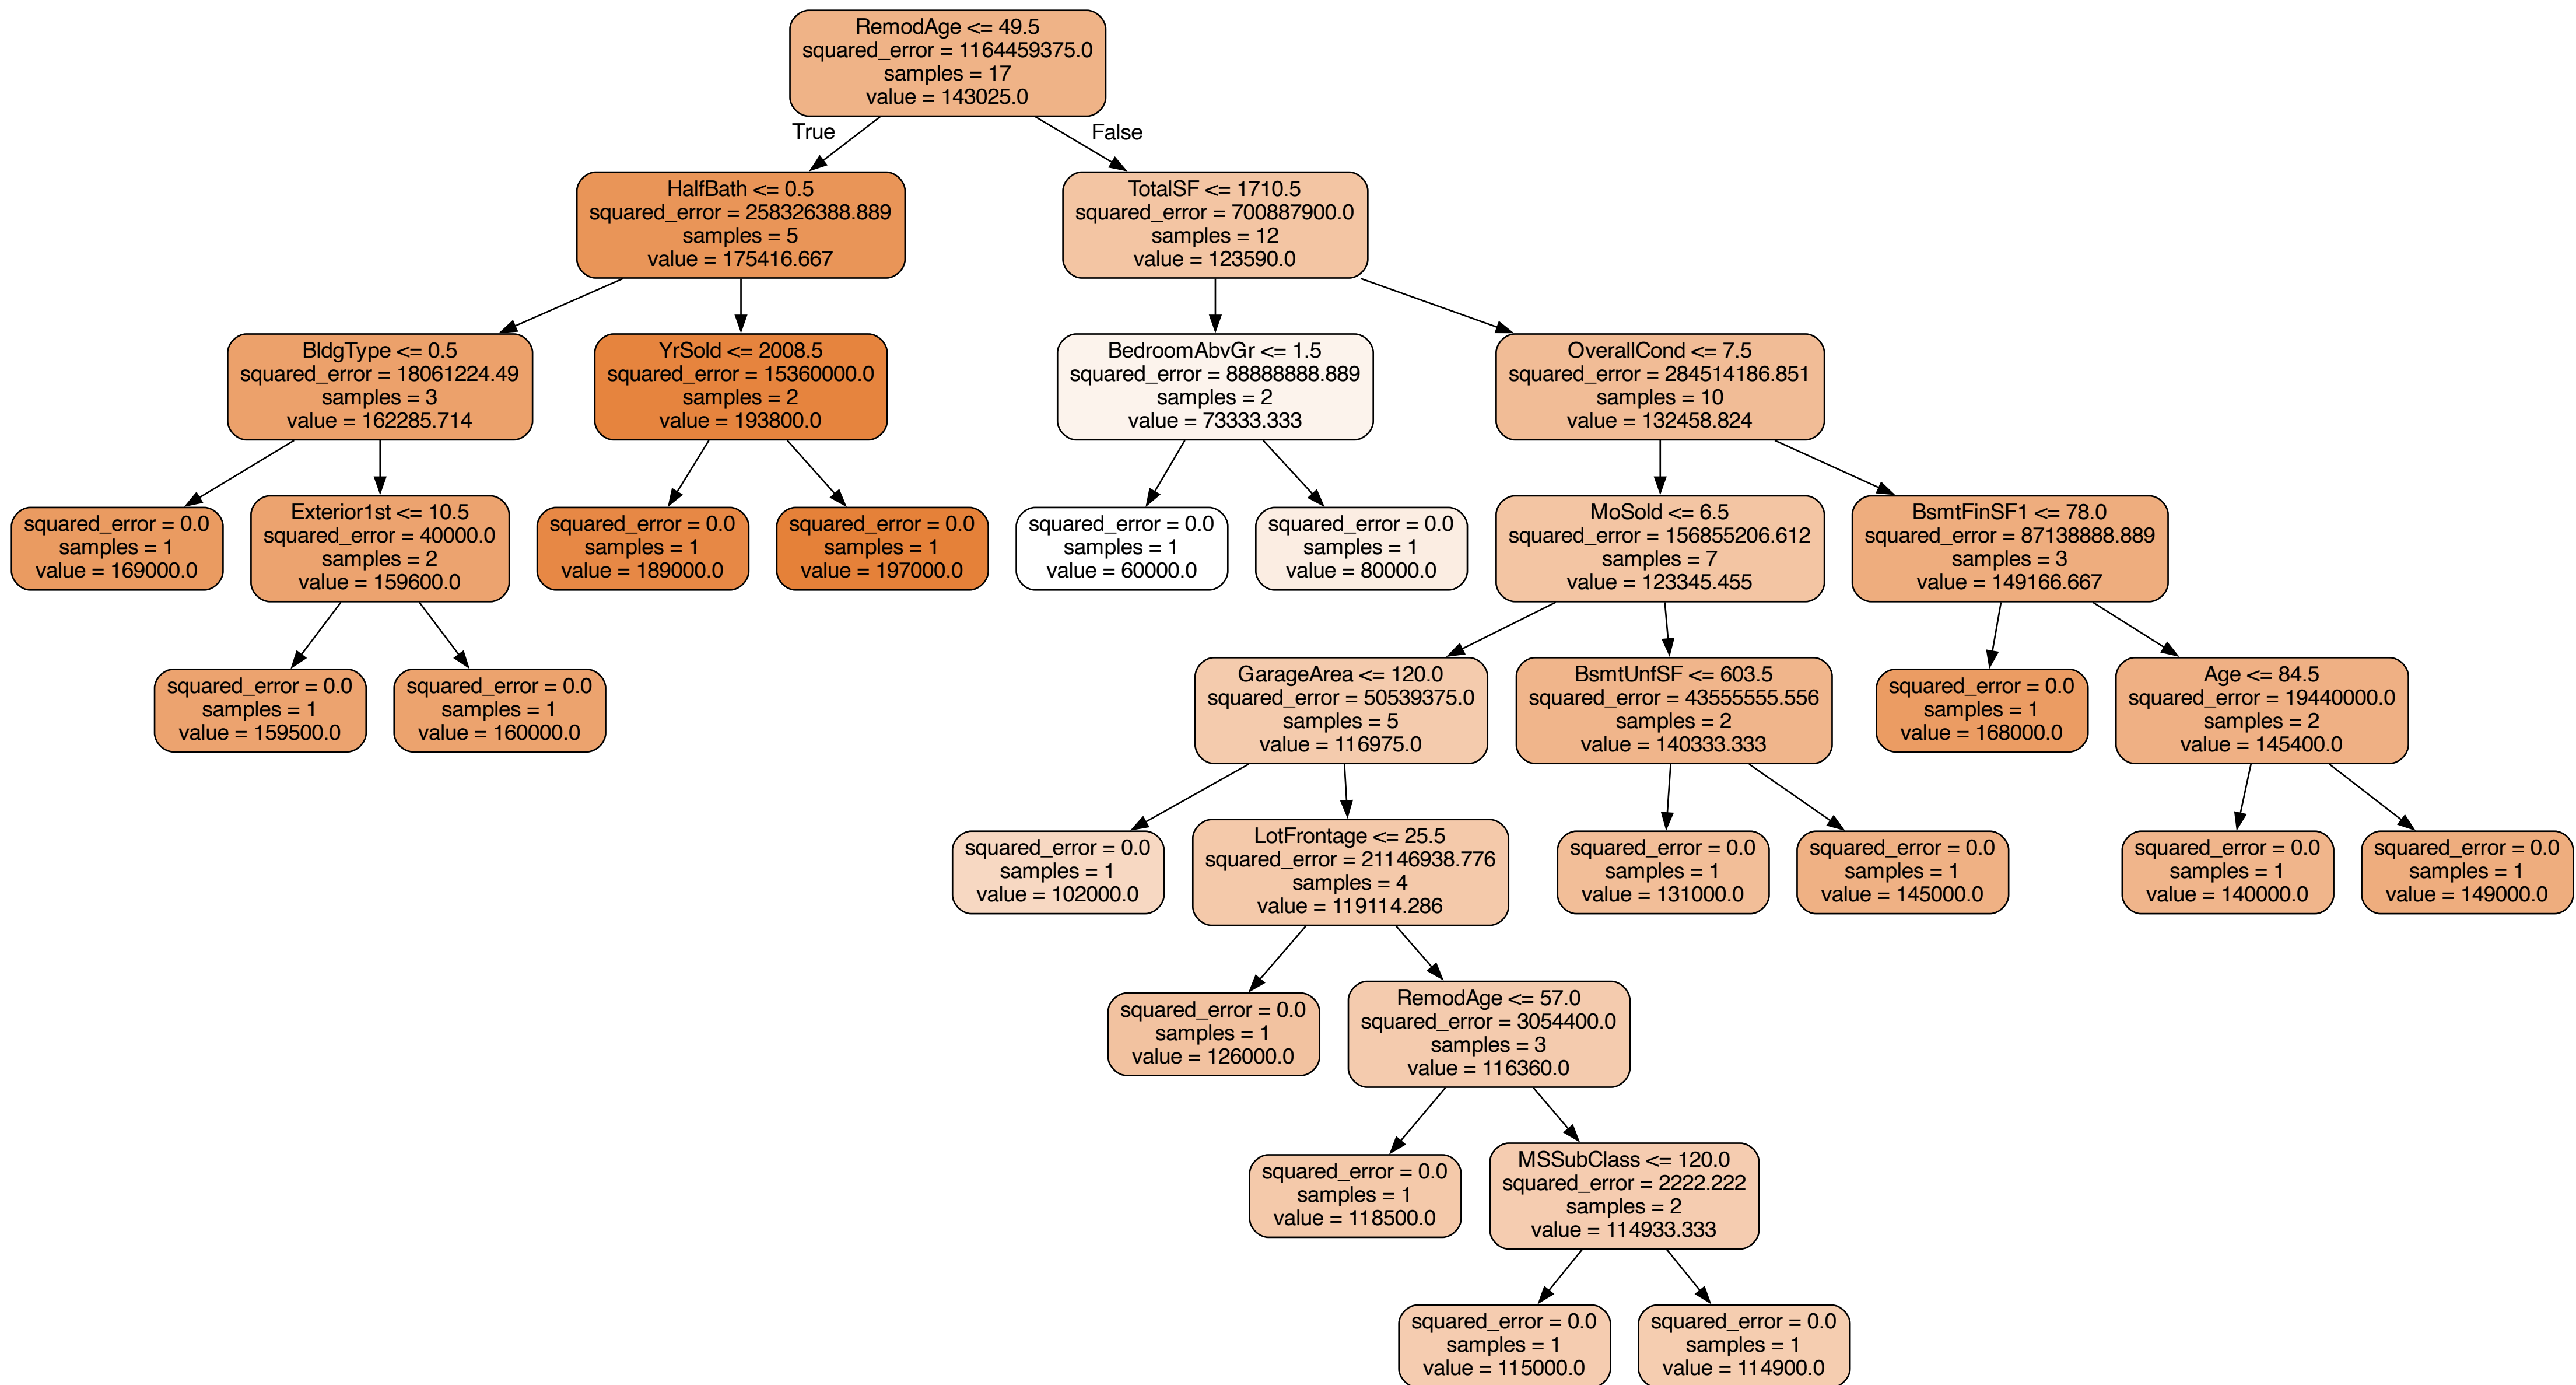 RemodAge <= 49.5
squared_error = 1164459375.0
samples = 17
value = 143025.0
True
False
HalfBath <= 0.5
squared_error = 258326388.889
samples = 5
value = 175416.667
TotalSF <= 1710.5
squared_error = 700887900.0
samples = 12
value = 123590.0
BldgType <= 0.5
squared_error = 18061224.49
samples = 3
value = 162285.714
YrSold <= 2008.5
squared_error = 15360000.0
samples = 2
value = 193800.0
BedroomAbvGr <= 1.5
squared_error = 88888888.889
samples = 2
value = 73333.333
OverallCond <= 7.5
squared_error = 284514186.851
samples = 10
value = 132458.824
squared_error = 0.0
samples = 1
value = 169000.0
Exterior1st <= 10.5
squared_error = 40000.0
samples = 2
value = 159600.0
squared_error = 0.0
samples = 1
value = 189000.0
squared_error = 0.0
samples = 1
value = 197000.0
squared_error = 0.0
samples = 1
value = 60000.0
squared_error = 0.0
samples = 1
value = 80000.0
MoSold <= 6.5
squared_error = 156855206.612
samples = 7
value = 123345.455
BsmtFinSF1 <= 78.0
squared_error = 87138888.889
samples = 3
value = 149166.667
squared_error = 0.0
samples = 1
value = 159500.0
squared_error = 0.0
samples = 1
value = 160000.0
GarageArea <= 120.0
squared_error = 50539375.0
samples = 5
value = 116975.0
BsmtUnfSF <= 603.5
squared_error = 43555555.556
samples = 2
value = 140333.333
squared_error = 0.0
samples = 1
value = 168000.0
Age <= 84.5
squared_error = 19440000.0
samples = 2
value = 145400.0
squared_error = 0.0
samples = 1
value = 102000.0
LotFrontage <= 25.5
squared_error = 21146938.776
samples = 4
value = 119114.286
squared_error = 0.0
samples = 1
value = 131000.0
squared_error = 0.0
samples = 1
value = 145000.0
squared_error = 0.0
samples = 1
value = 140000.0
squared_error = 0.0
samples = 1
value = 149000.0
squared_error = 0.0
samples = 1
value = 126000.0
RemodAge <= 57.0
squared_error = 3054400.0
samples = 3
value = 116360.0
squared_error = 0.0
samples = 1
value = 118500.0
MSSubClass <= 120.0
squared_error = 2222.222
samples = 2
value = 114933.333
squared_error = 0.0
samples = 1
value = 115000.0
squared_error = 0.0
samples = 1
value = 114900.0